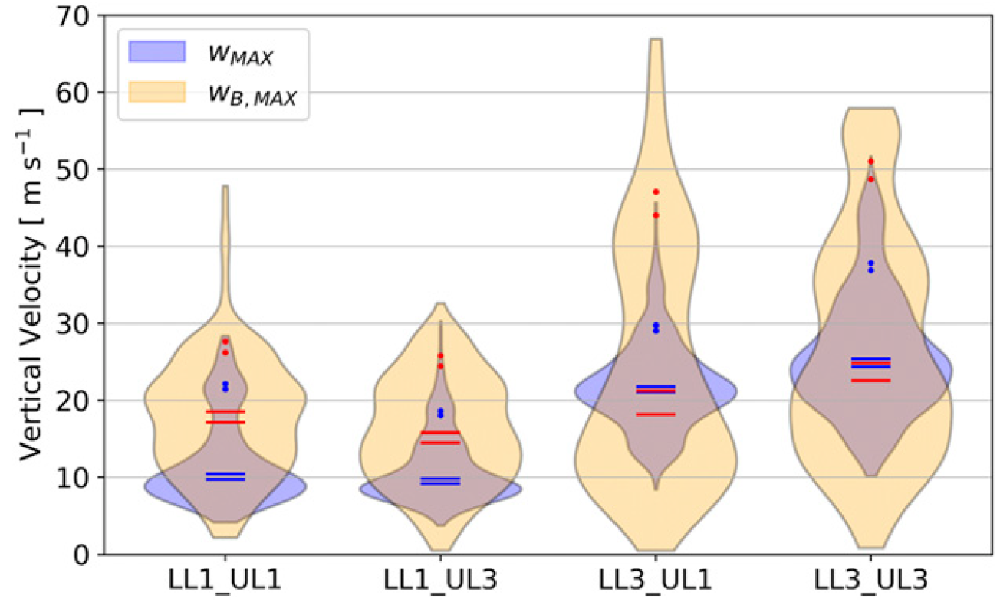 Vertical Velocity [ m s⁻¹ ]
70
60
50
40
30
20
10
0
w_MAX
w_B, MAX
LL1_UL1 LL1_UL3 LL3_UL1 LL3_UL3